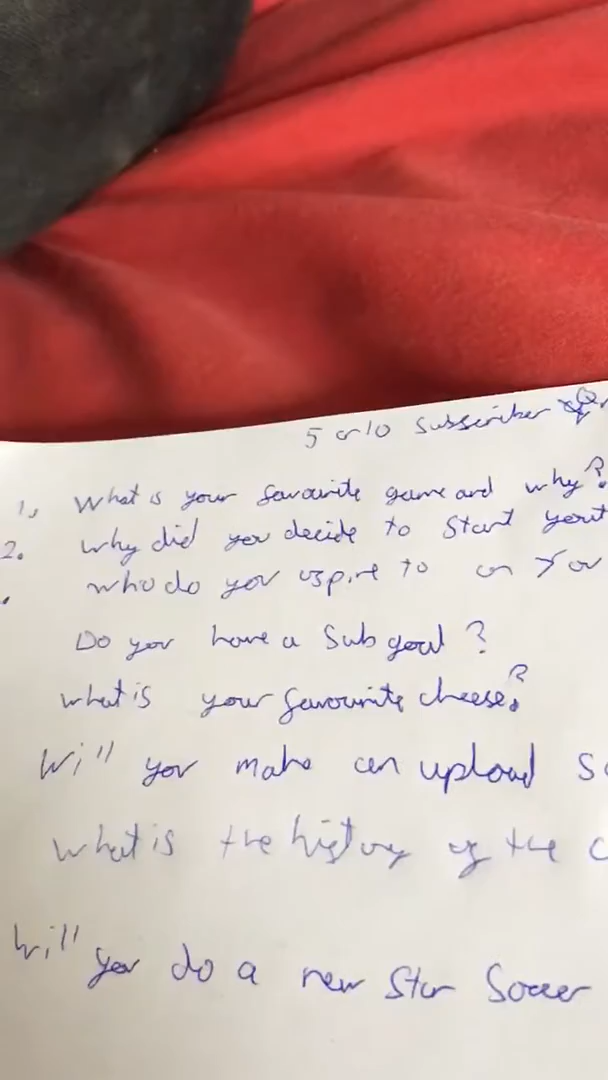 5 or 10 Subscriber
1. What is your favourite game and why?
2. Why did you decide to Start yout
who do you aspire to on You
Do you have a Sub goal?
What is your favourite cheese?
Will you make an upload S
What is the history of the C
Will you do a new Star Soccer